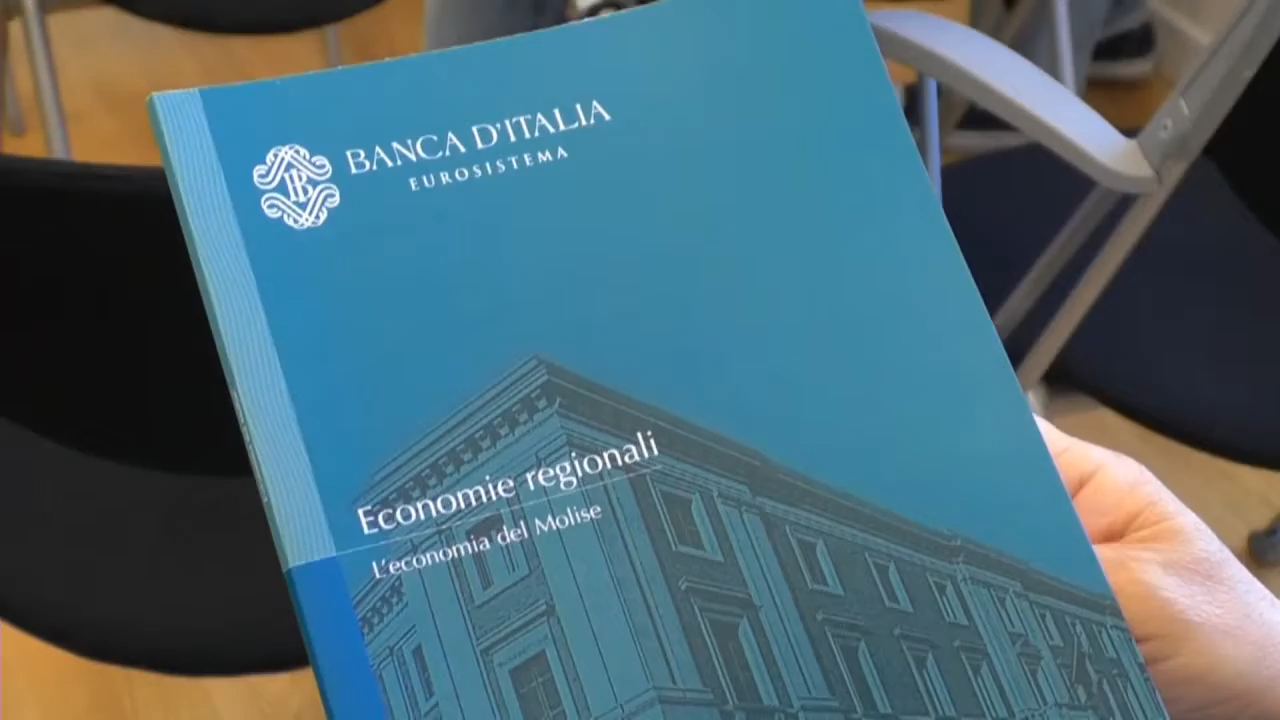 BANCA D'ITALIA
EUROSISTEMA
Economie regionali
L'economia del Molise